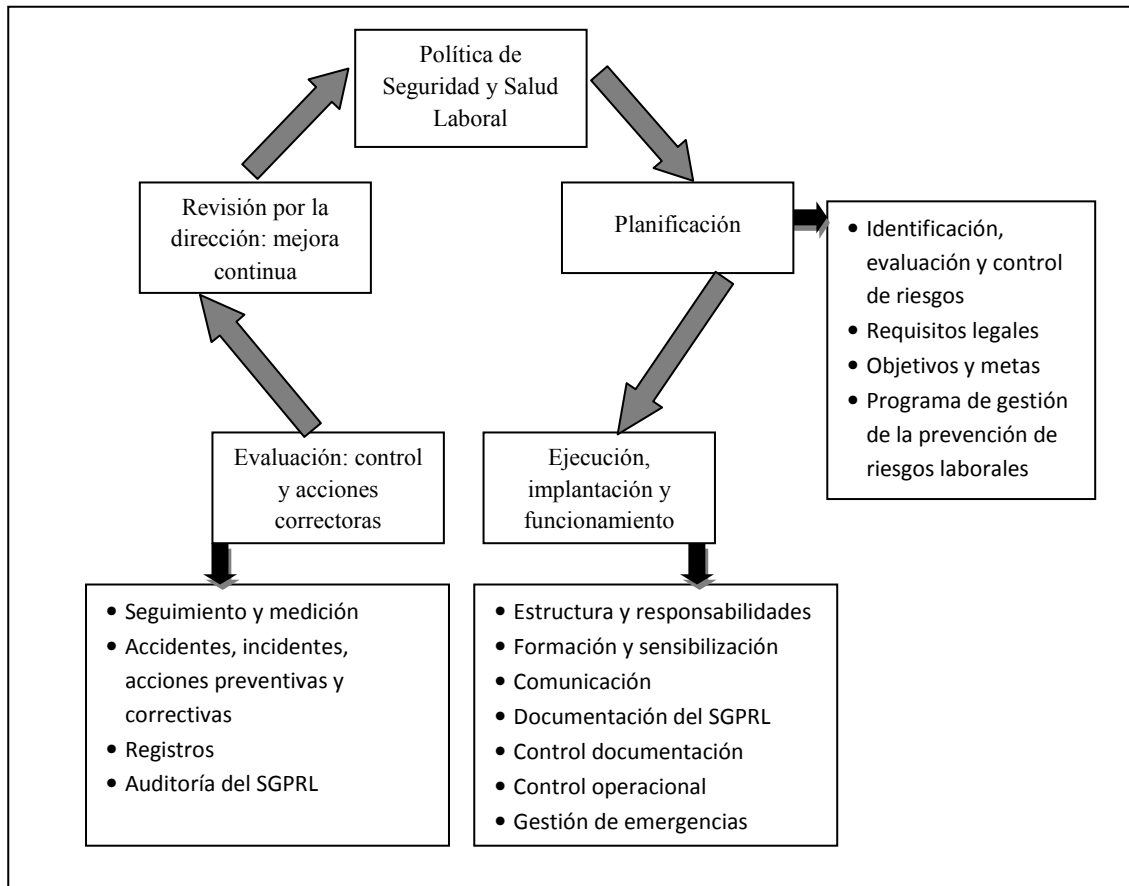 Política de
Seguridad y Salud
Laboral
Revisión por la
dirección: mejora
continua
Planificación
• Identificación,
evaluación y control
de riesgos
• Requisitos legales
• Objetivos y metas
• Programa de gestión
de la prevención de
riesgos laborales
Evaluación: control
y acciones
correctoras
Ejecución,
implantación y
funcionamiento
• Seguimiento y medición
• Accidentes, incidentes,
acciones preventivas y
correctivas
• Registros
• Auditoría del SGPRL
• Estructura y responsabilidades
• Formación y sensibilización
• Comunicación
• Documentación del SGPRL
• Control documentación
• Control operacional
• Gestión de emergencias